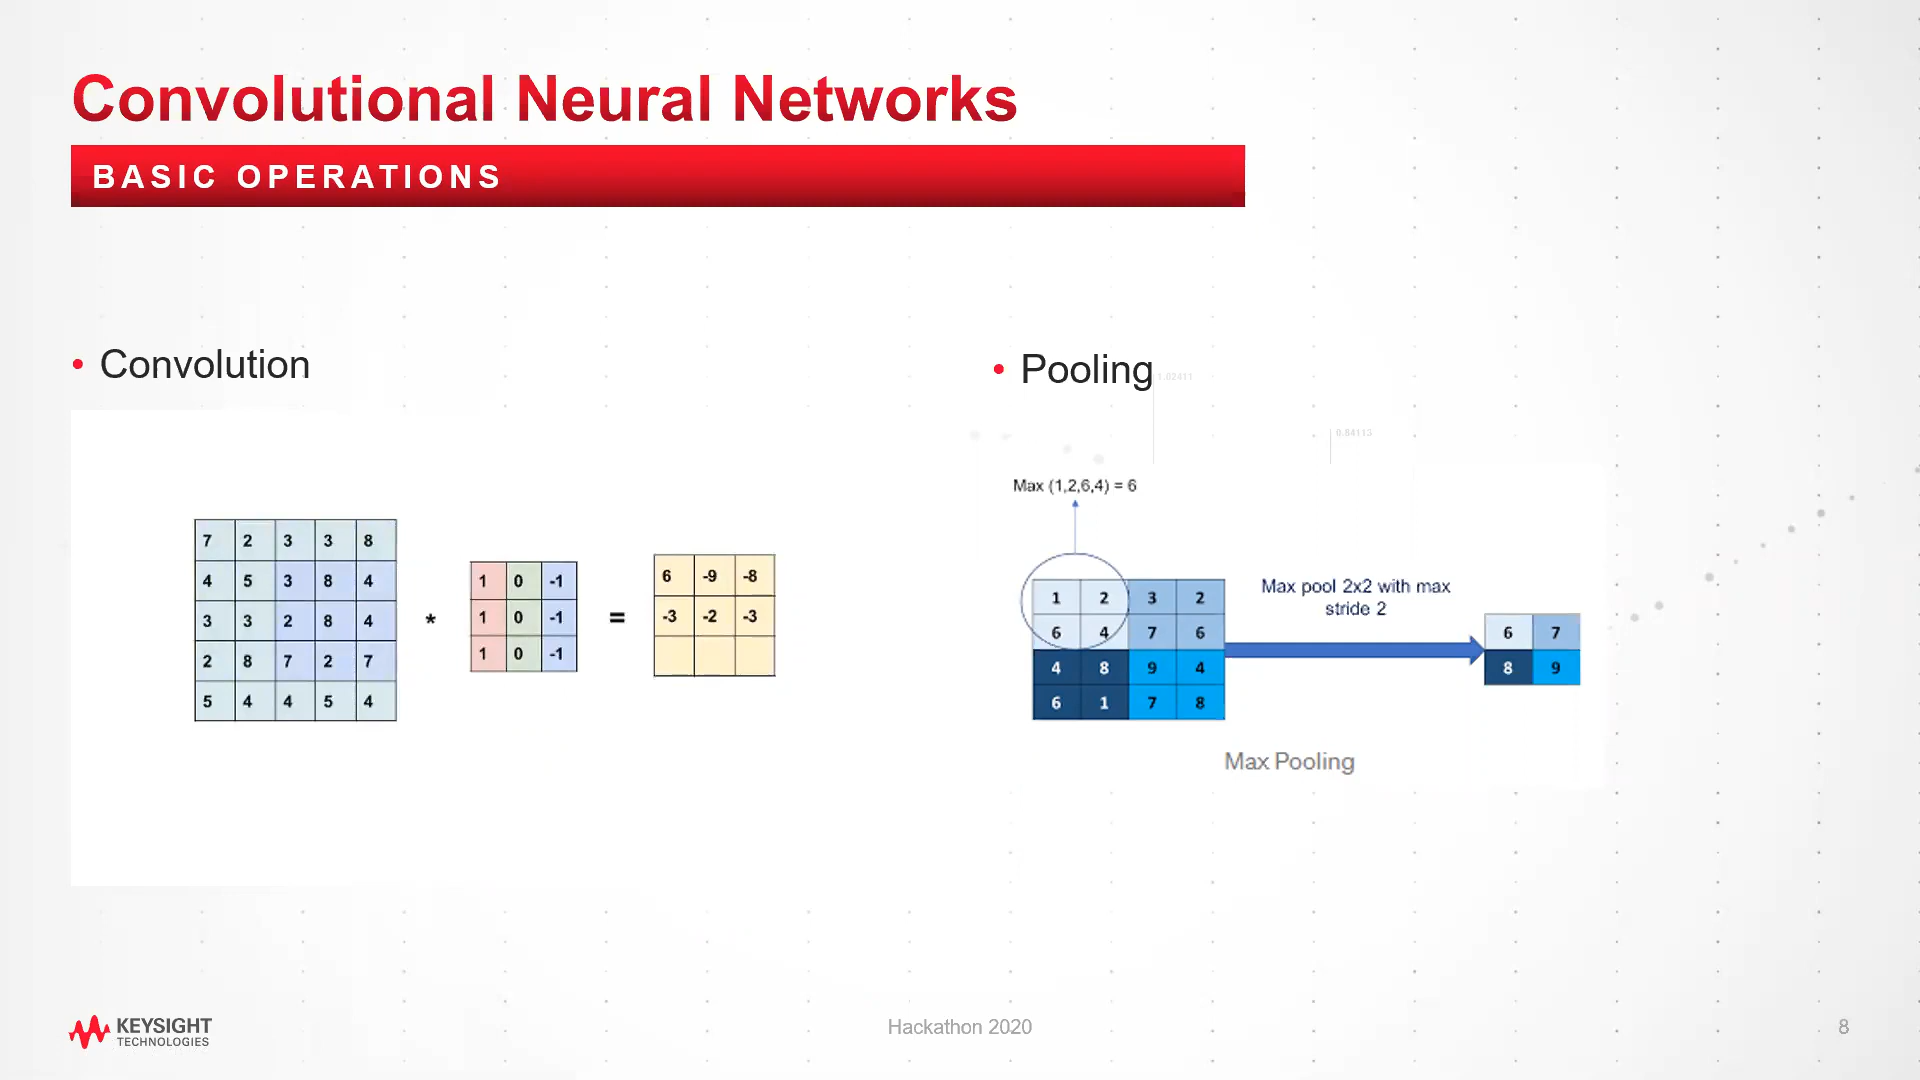 Convolutional Neural Networks
BASIC OPERATIONS
• Convolution
7 2 3 3 8
4 5 3 8 4
3 3 2 8 4
2 8 7 2 7
5 4 4 5 4
*
1 0 -1
1 0 -1
1 0 -1
=
6 -9 -8
-3 -2 -3
• Pooling
1.02411
0.84113
Max (1,2,6,4) = 6
1 2 3 2
6 4 7 6
4 8 9 4
6 1 7 8
Max pool 2x2 with max
stride 2
6 7
8 9
Max Pooling
KEYSIGHT
TECHNOLOGIES
Hackathon 2020
8